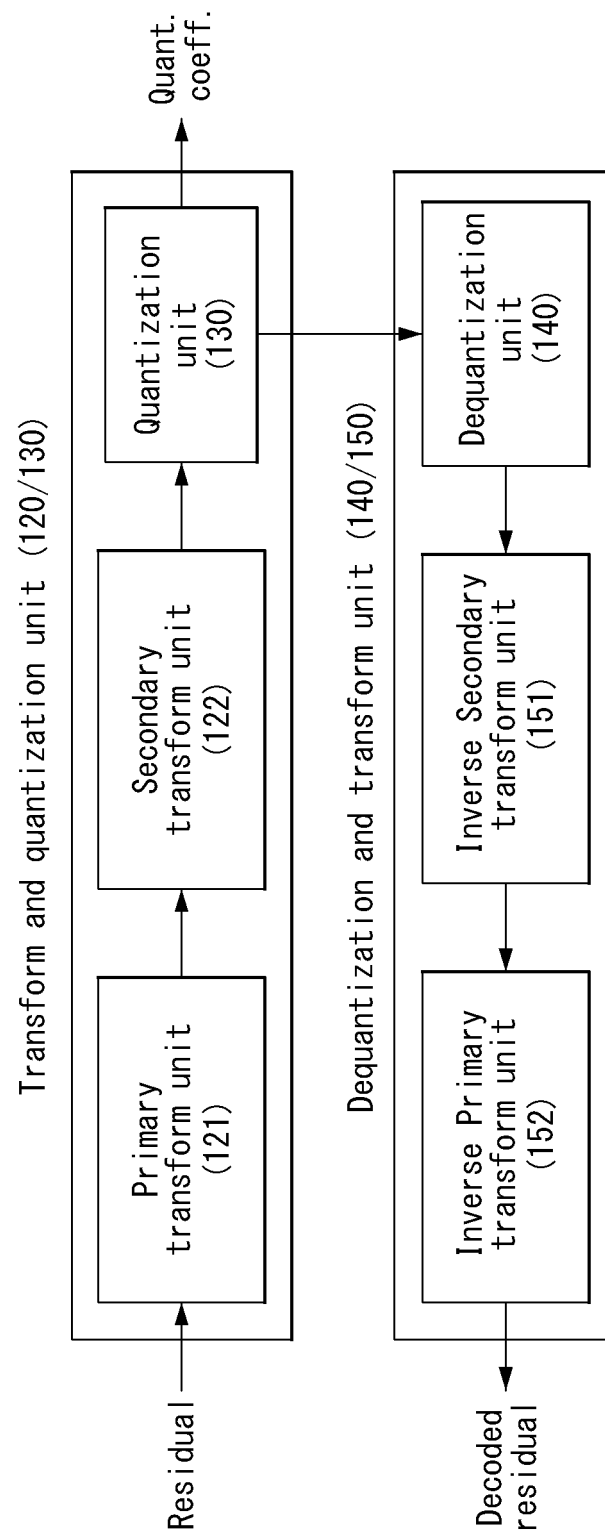 Transform and quantization unit (120/130)
Residual
Primary
transform unit
(121)
Secondary
transform unit
(122)
Quantization
unit
(130)
Quant.
coeff.
Dequantization and transform unit (140/150)
Decoded
residual
Inverse Primary
transform unit
(152)
Inverse Secondary
transform unit
(151)
Dequantization
unit
(140)